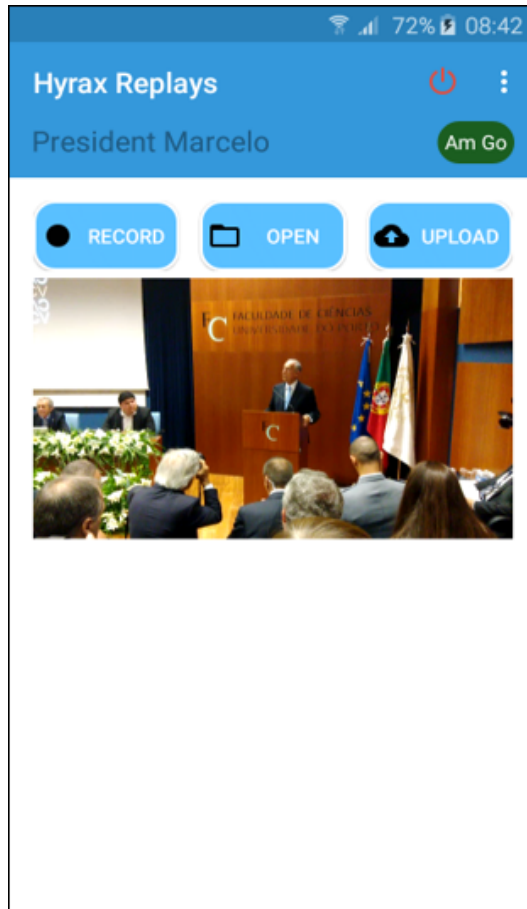 72% 08:42
Hyrax Replays
President Marcelo
Am Go
RECORD OPEN UPLOAD
FC FACULDADE DE CIÊNCIAS
UNIVERSIDADE DO PORTO
FC